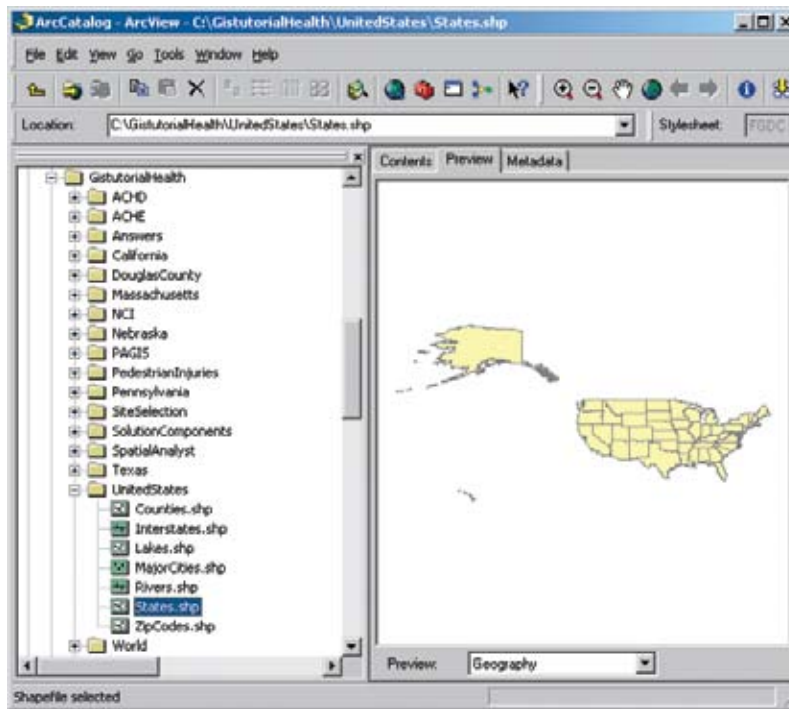 ArcCatalog - ArcView - C:\GistutorialHealth\UnitedStates\States.shp
File Edit View Go Tools Window Help
Location: C:\GistutorialHealth\UnitedStates\States.shp Stylesheet: FGDC
GistutorialHealth
ACHD
ACHE
Answers
California
DouglasCounty
Massachusetts
NCI
Nebraska
PAGIS
PedestrianInjuries
Pennsylvania
SiteSelection
SolutionComponents
SpatialAnalyst
Texas
UnitedStates
Counties.shp
Interstates.shp
Lakes.shp
MajorCities.shp
Rivers.shp
States.shp
ZipCodes.shp
World
Contents Preview Metadata
Preview: Geography
Shapefile selected